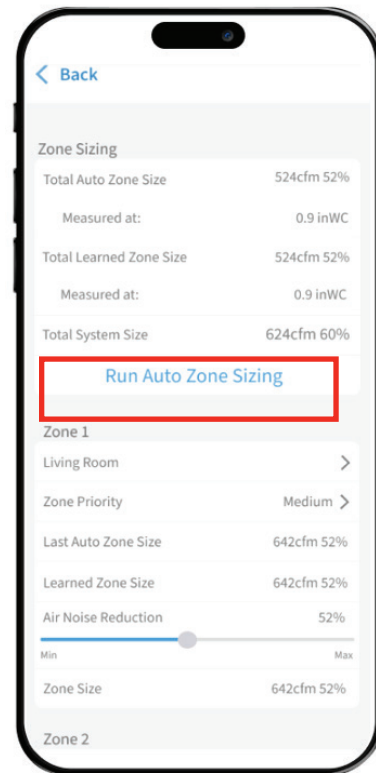 Back
Zone Sizing
Total Auto Zone Size 524cfm 52%
Measured at: 0.9 inWC
Total Learned Zone Size 524cfm 52%
Measured at: 0.9 inWC
Total System Size 624cfm 60%
Run Auto Zone Sizing
Zone 1
Living Room
Zone Priority Medium
Last Auto Zone Size 642cfm 52%
Learned Zone Size 642cfm 52%
Air Noise Reduction 52%
Min Max
Zone Size 642cfm 52%
Zone 2